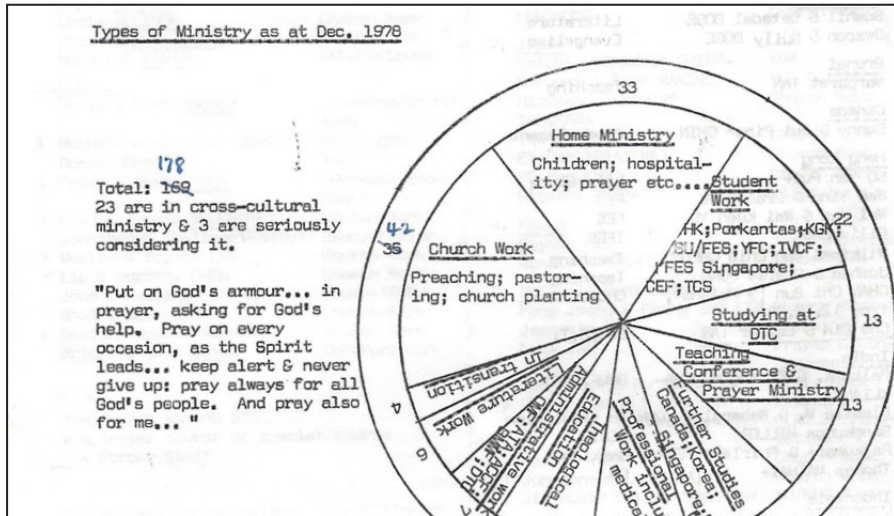 Types of Ministry as at Dec. 1978
178
Total: 169
23 are in cross-cultural
ministry & 3 are seriously
considering it.
"Put on God's armour... in
prayer, asking for God's
help. Pray on every
occasion, as the Spirit
leads... keep alert & never
give up: pray always for all
God's people. And pray also
for me... "
33
Home Ministry
Children; hospital-
ity; prayer etc....
Student
Work
22
HK; Porkantas; KGK;
SU/FES; YFC; IVCF;
FES Singapore;
CEF; TCS
Studying at
DTC
13
Teaching
Conference &
Prayer Ministry
13
Further Studies
Canada; Korea;
Singapore;
Professional
Work
medical
Theological
Education
Administrative work
Literature Work
6
In transition
4
42
35
Church Work
Preaching; pastor-
ing; church planting